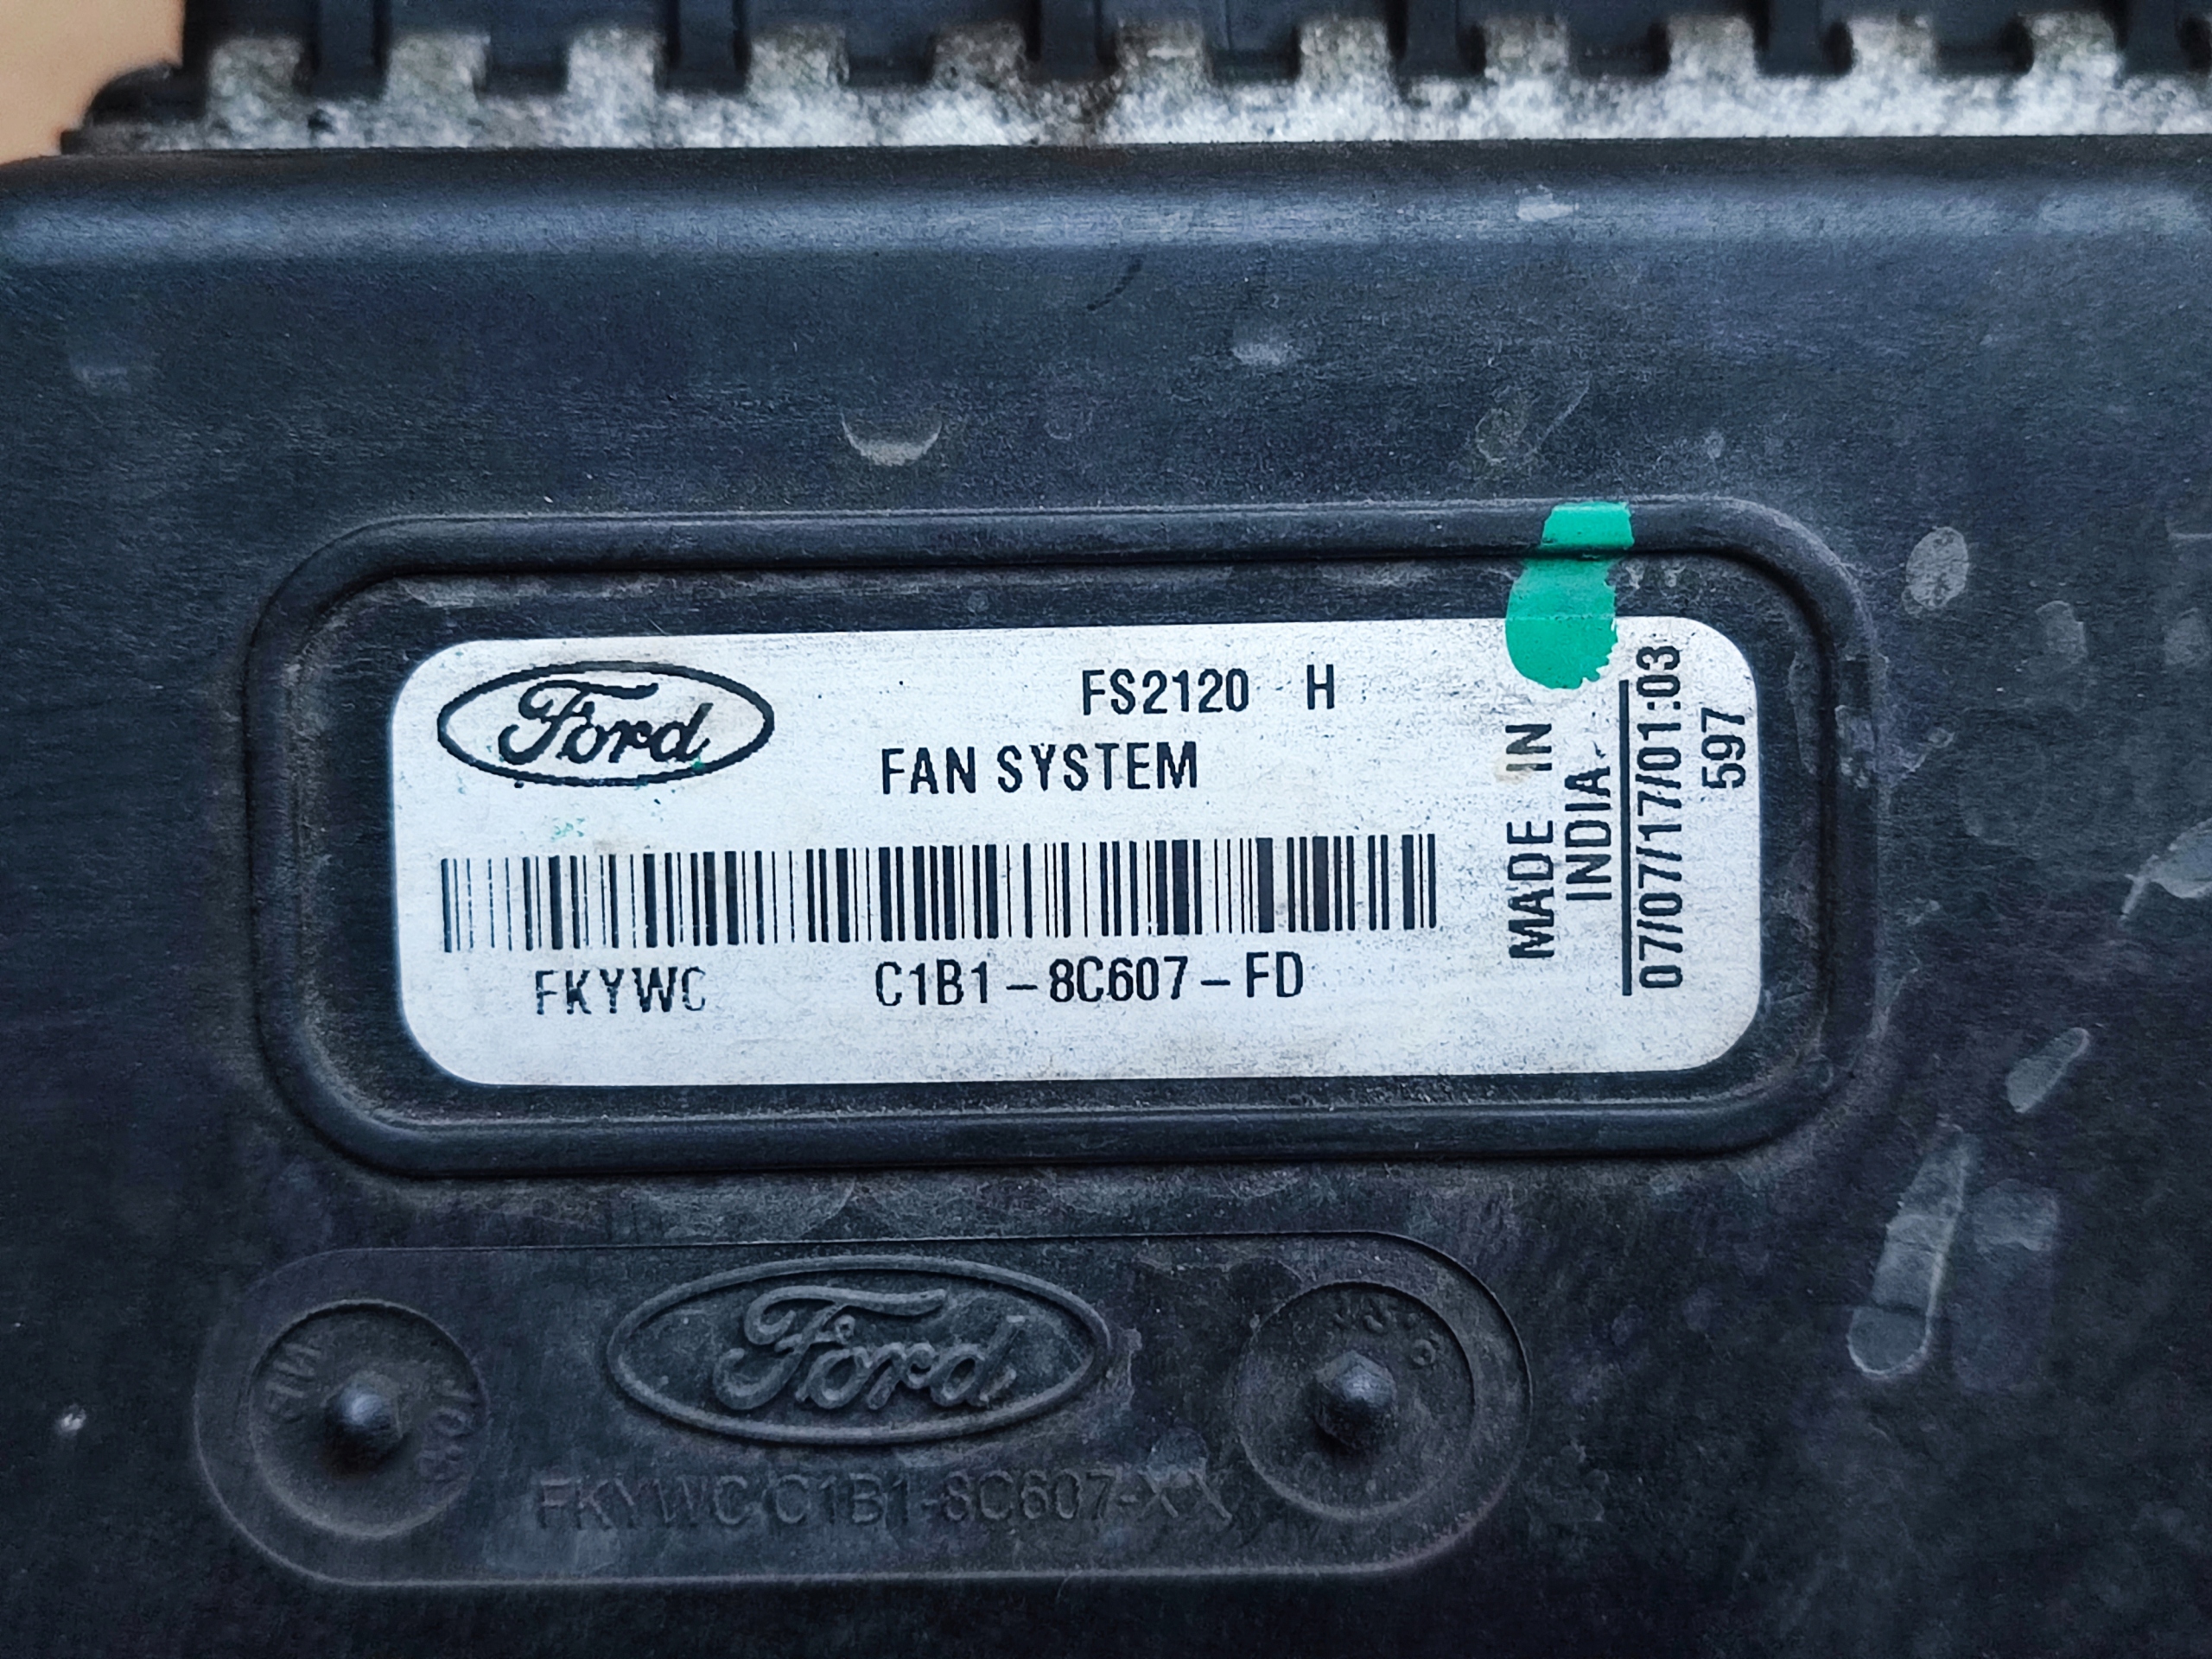 Ford
FS2120 H
FAN SYSTEM
FKYWC C1B1-8C607-FD
MADE IN
INDIA
07/07/17/01:03
597
Ford
FKYWC C1B1-8C607-XX